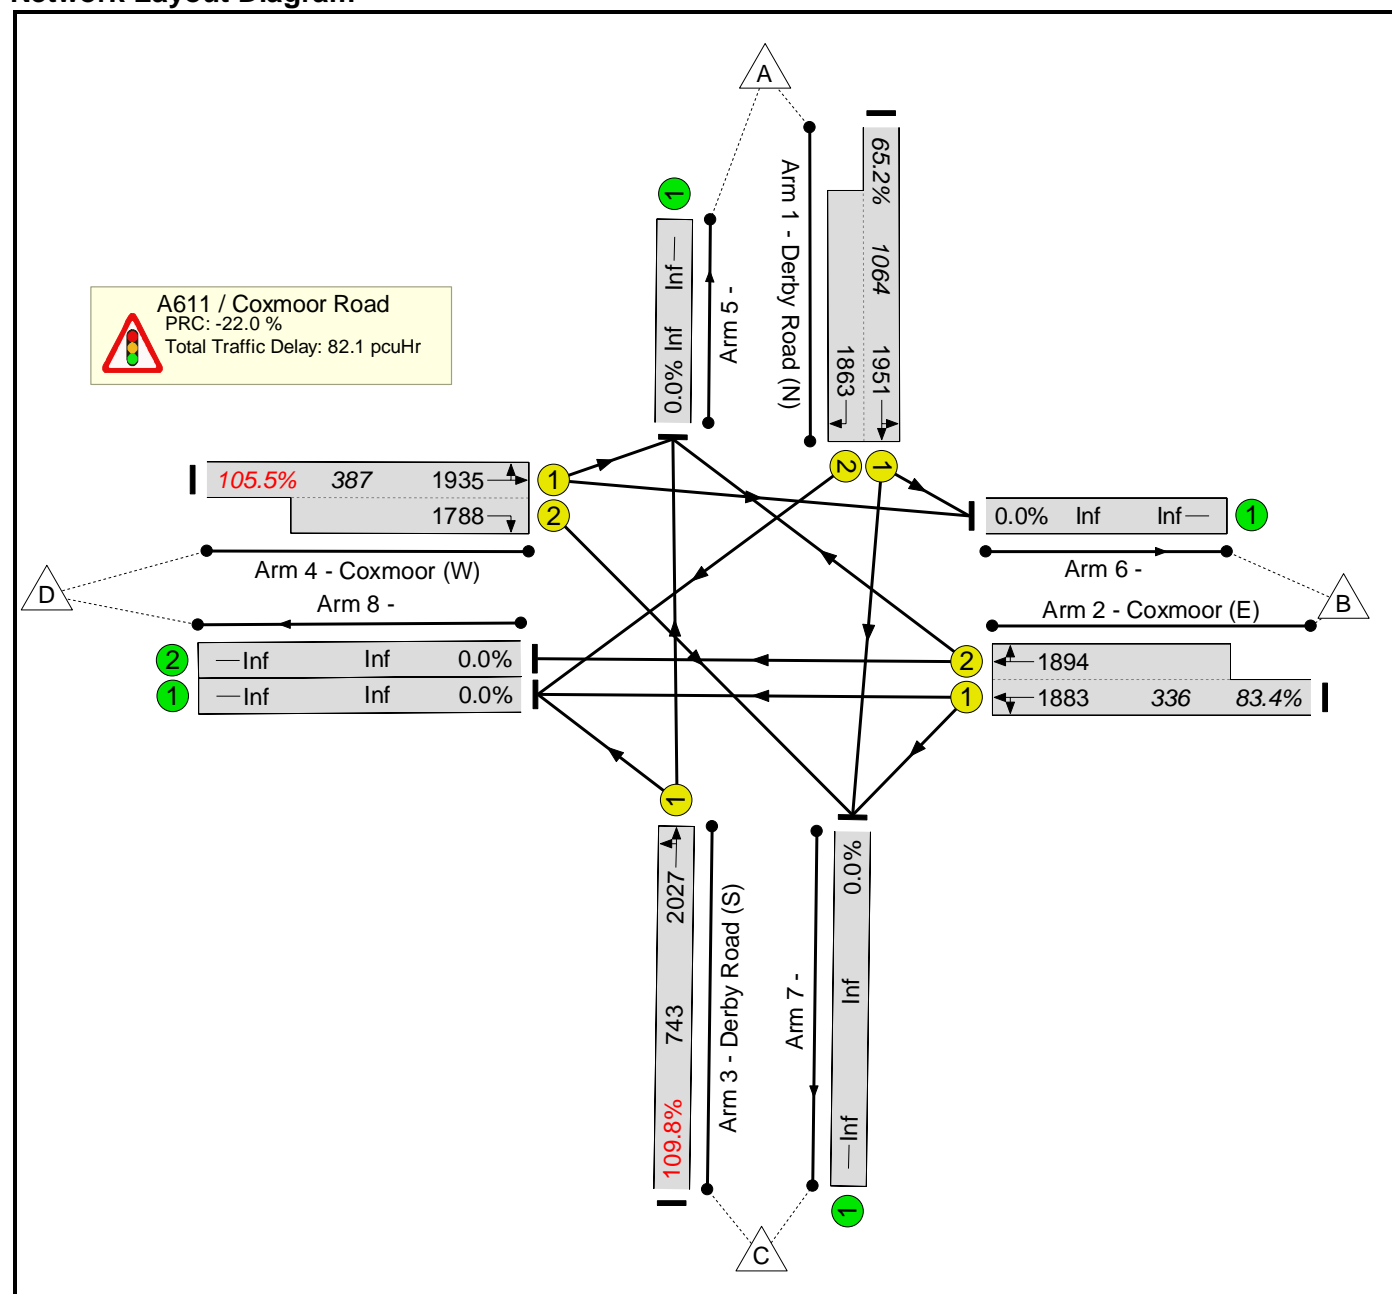 Network Layout Diagram
A
65.2%
1064
1951
1863
Arm 1 - Derby Road (N)
1
Inf
Inf
0.0%
Arm 5 -
A611 / Coxmoor Road
PRC: -22.0 %
Total Traffic Delay: 82.1 pcuHr
2
1
105.5% 387 1935
1
1788
2
0.0% Inf Inf
1
Arm 4 - Coxmoor (W)
Arm 6 -
D
Arm 8 -
Arm 2 - Coxmoor (E)
B
2
Inf Inf 0.0%
2
1894
1
Inf Inf 0.0%
1
1883 336 83.4%
1
2027
743
109.8%
Arm 3 - Derby Road (S)
Arm 7 -
0.0%
Inf
Inf
1
C